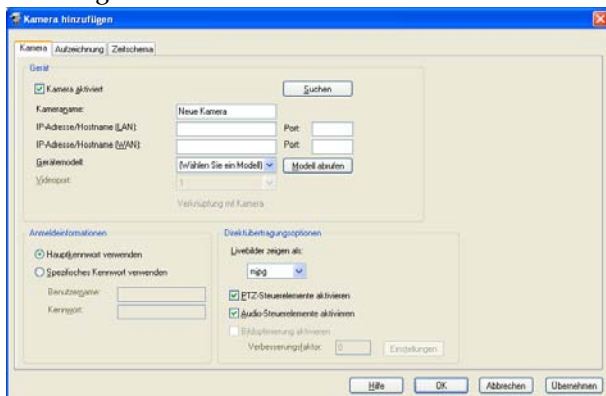 Kamera hinzufügen
Kamera Aufzeichnung Zeitschema
Gerät
Kamera aktiviert Suchen
Kameraname: Neue Kamera
IP-Adresse/Hostname (LAN): Port:
IP-Adresse/Hostname (WAN): Port:
Gerätemodell: (Wählen Sie ein Modell) Modell abrufen
Videoport: 1
Verknüpfung mit Kamera
Anmeldeinformationen Direktübertragungsoptionen
Hauptkennwort verwenden Livebilder zeigen als:
Spezifisches Kennwort verwenden mjpg
Benutzername: PTZ-Steuerelemente aktivieren
Kennwort: Audio-Steuerelemente aktivieren
Bildoptimierung aktivieren
Verbesserungsfaktor: 0 Einstellungen
Hilfe OK Abbrechen Übernehmen